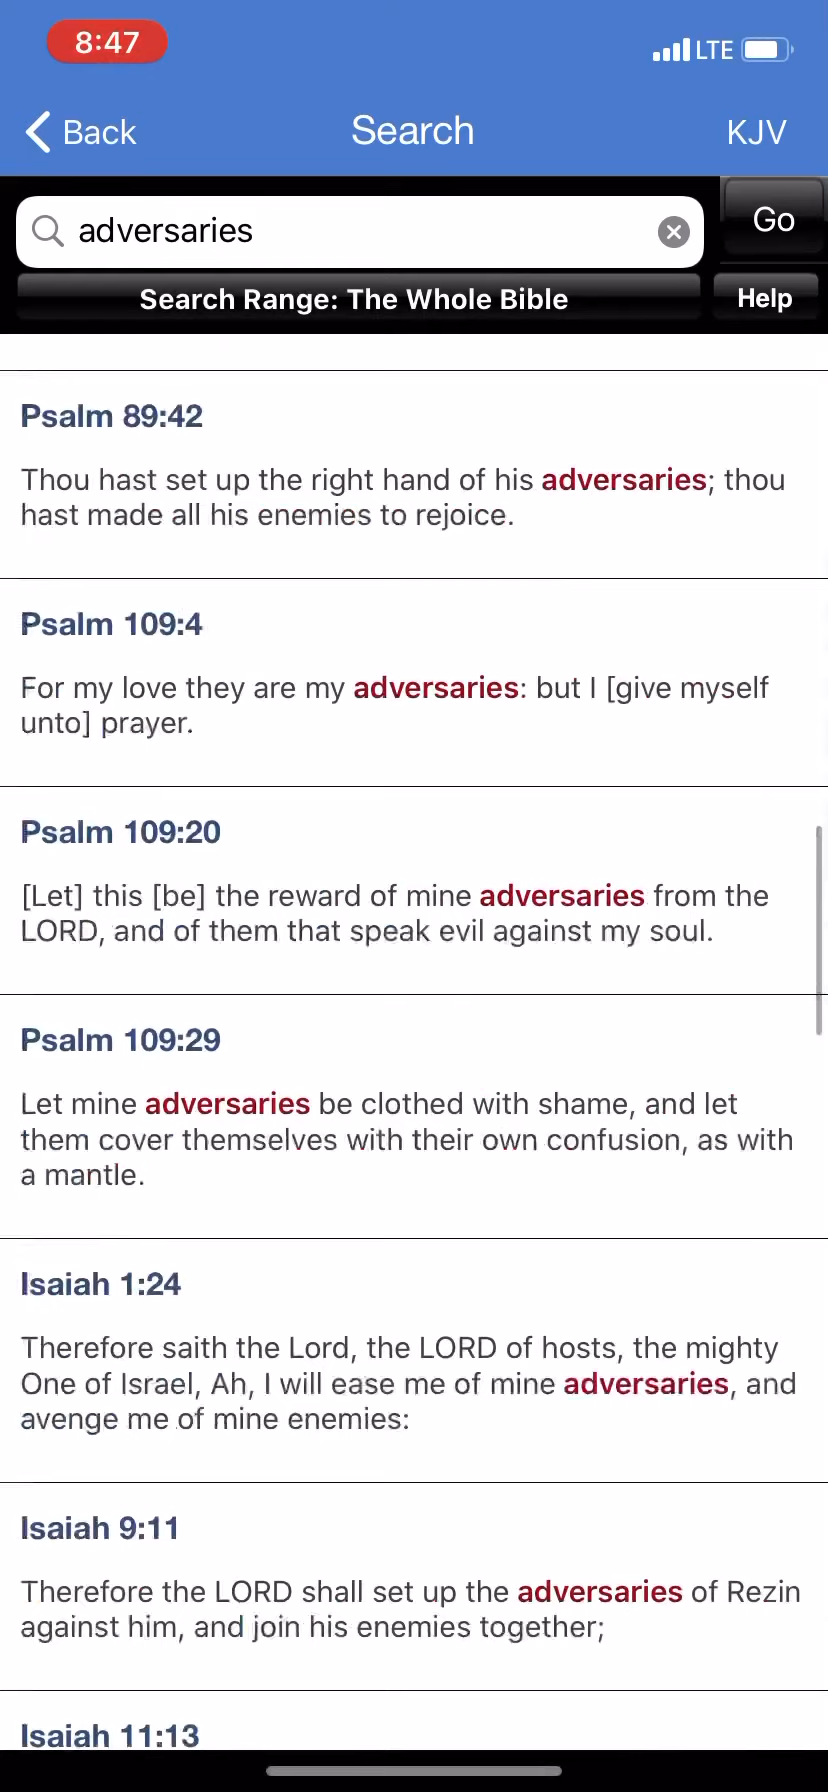 8:47
LTE
Back
Search
KJV
adversaries
Go
Search Range: The Whole Bible
Help
Psalm 89:42
Thou hast set up the right hand of his adversaries; thou
hast made all his enemies to rejoice.
Psalm 109:4
For my love they are my adversaries: but I [give myself
unto] prayer.
Psalm 109:20
[Let] this [be] the reward of mine adversaries from the
LORD, and of them that speak evil against my soul.
Psalm 109:29
Let mine adversaries be clothed with shame, and let
them cover themselves with their own confusion, as with
a mantle.
Isaiah 1:24
Therefore saith the Lord, the LORD of hosts, the mighty
One of Israel, Ah, I will ease me of mine adversaries, and
avenge me of mine enemies:
Isaiah 9:11
Therefore the LORD shall set up the adversaries of Rezin
against him, and join his enemies together;
Isaiah 11:13